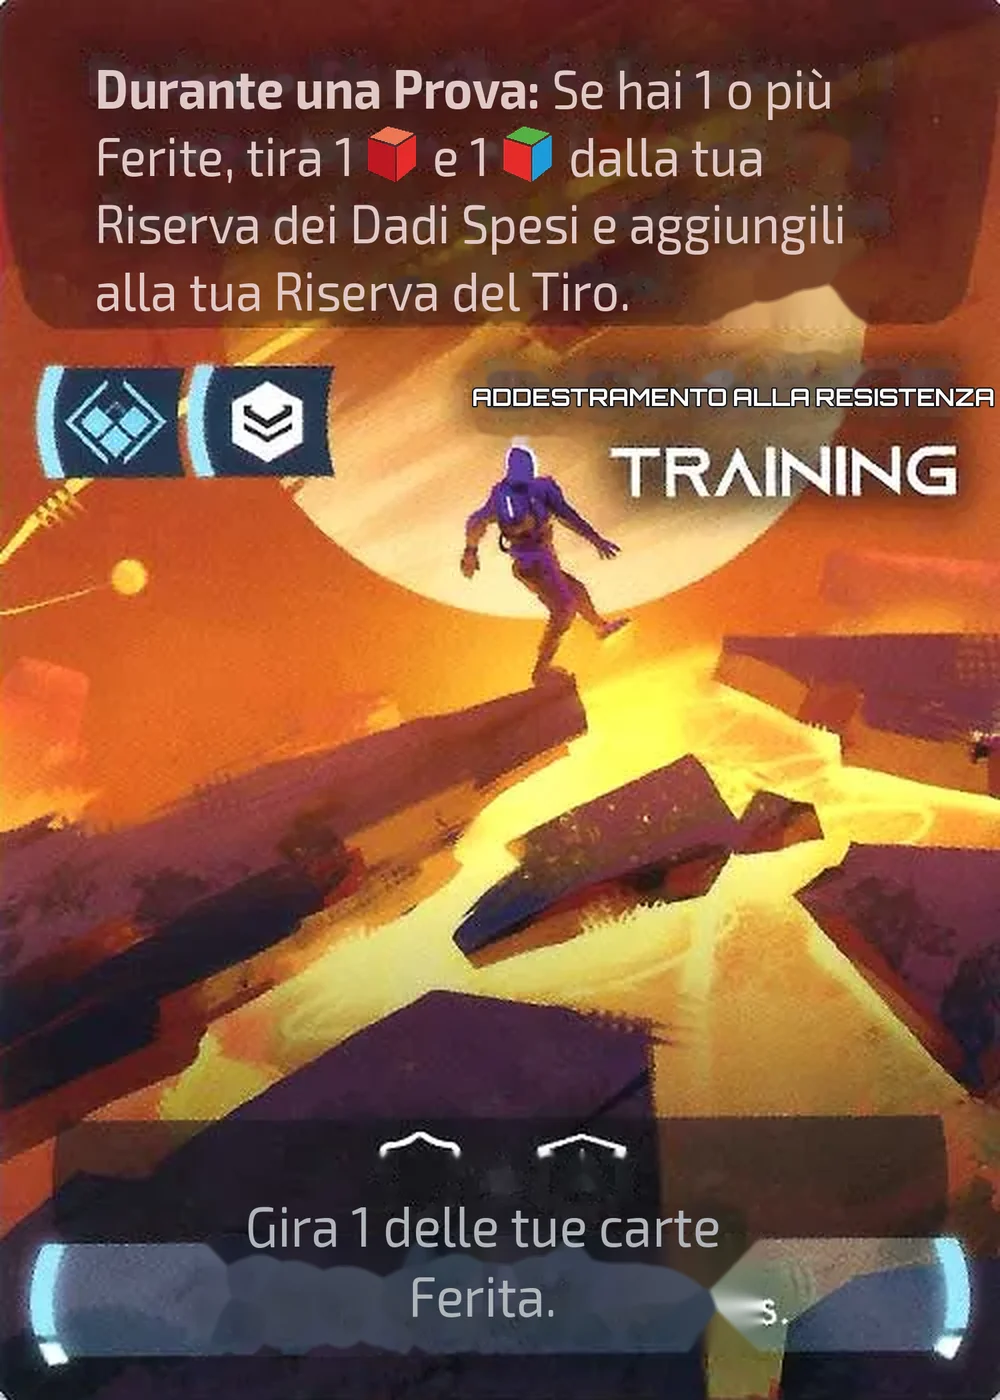 Durante una Prova: Se hai 1 o più
Ferite, tira 1 e 1 dalla tua
Riserva dei Dadi Spesi e aggiungili
alla tua Riserva del Tiro.
ADDESTRAMENTO ALLA RESISTENZA
TRAINING
Gira 1 delle tue carte
Ferita.
s.